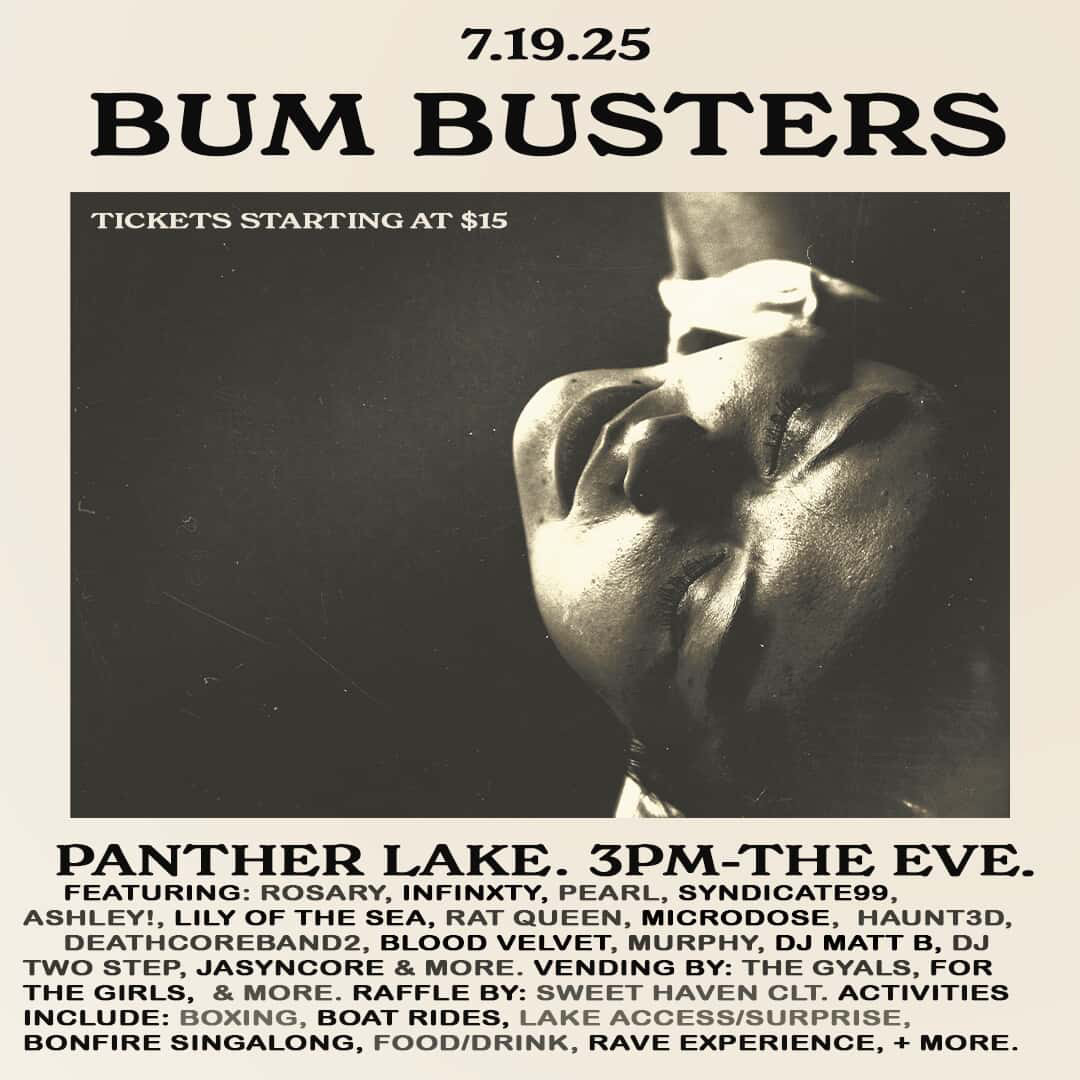 7.19.25
BUM BUSTERS
TICKETS STARTING AT $15
PANTHER LAKE. 3PM-THE EVE.
FEATURING: ROSARY, INFINXTY, PEARL, SYNDICATE99,
ASHLEY!, LILY OF THE SEA, RAT QUEEN, MICRODOSE, HAUNT3D,
DEATHCOREBAND2, BLOOD VELVET, MURPHY, DJ MATT B, DJ
TWO STEP, JASYNCORE & MORE. VENDING BY: THE GYALS, FOR
THE GIRLS, & MORE. RAFFLE BY: SWEET HAVEN CLT. ACTIVITIES
INCLUDE: BOXING, BOAT RIDES, LAKE ACCESS/SURPRISE,
BONFIRE SINGALONG, FOOD/DRINK, RAVE EXPERIENCE, + MORE.